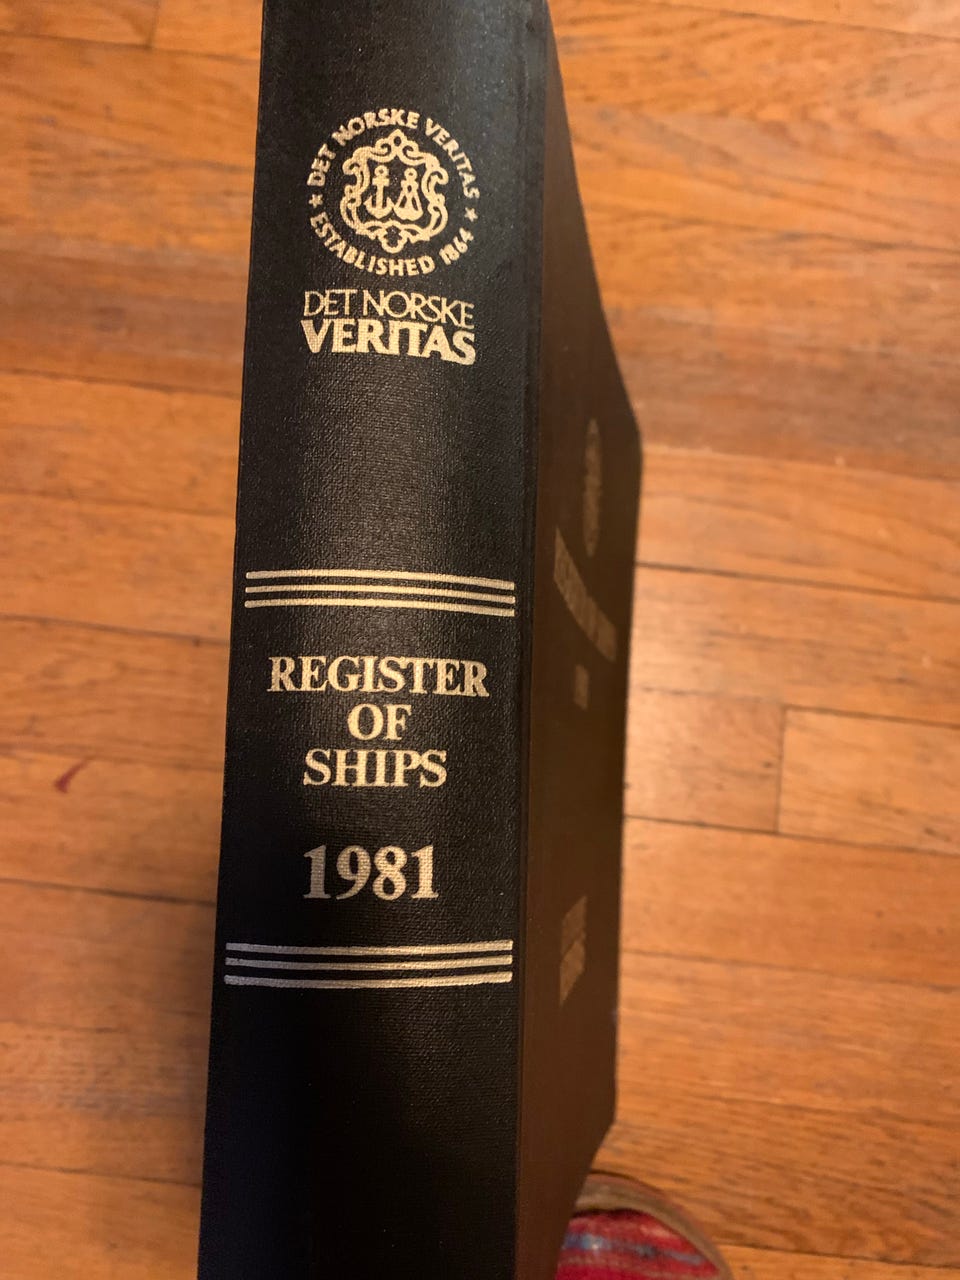 DET NORSKE VERITAS
★ ESTABLISHED 1864 ★
DET NORSKE
VERITAS
REGISTER
OF
SHIPS
1981